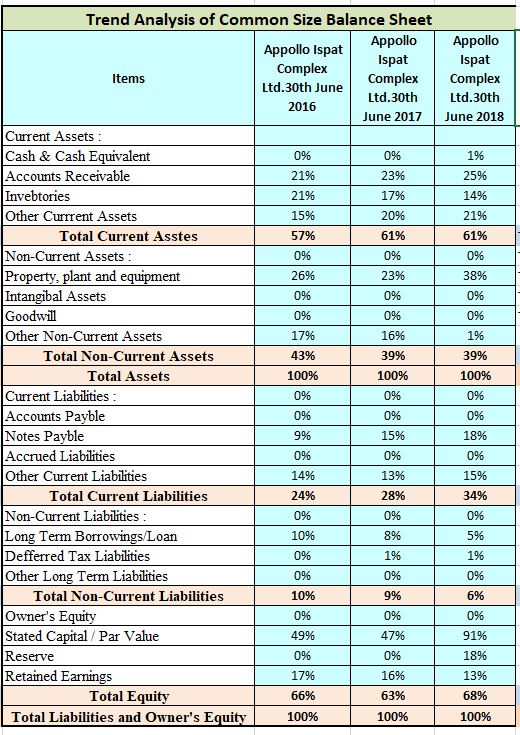 Trend Analysis of Common Size Balance Sheet
Items Appollo Ispat Complex Ltd.30th June 2016 Appollo Ispat Complex Ltd.30th June 2017 Appollo Ispat Complex Ltd.30th June 2018
Current Assets :
Cash & Cash Equivalent 0% 0% 1%
Accounts Receivable 21% 23% 25%
Invebtories 21% 17% 14%
Other Currrent Assets 15% 20% 21%
Total Current Asstes 57% 61% 61%
Non-Current Assets : 0% 0% 0%
Property, plant and equipment 26% 23% 38%
Intangibal Assets 0% 0% 0%
Goodwill 0% 0% 0%
Other Non-Current Assets 17% 16% 1%
Total Non-Current Assets 43% 39% 39%
Total Assets 100% 100% 100%
Current Liabilities : 0% 0% 0%
Accounts Payble 0% 0% 0%
Notes Payble 9% 15% 18%
Accrued Liabilities 0% 0% 0%
Other Current Liabilities 14% 13% 15%
Total Current Liabilities 24% 28% 34%
Non-Current Liabilities : 0% 0% 0%
Long Term Borrowings/Loan 10% 8% 5%
Defferred Tax Liabilities 0% 1% 1%
Other Long Term Liabilities 0% 0% 0%
Total Non-Current Liabilities 10% 9% 6%
Owner's Equity 0% 0% 0%
Stated Capital / Par Value 49% 47% 91%
Reserve 0% 0% 18%
Retained Earnings 17% 16% 13%
Total Equity 66% 63% 68%
Total Liabilities and Owner's Equity 100% 100% 100%